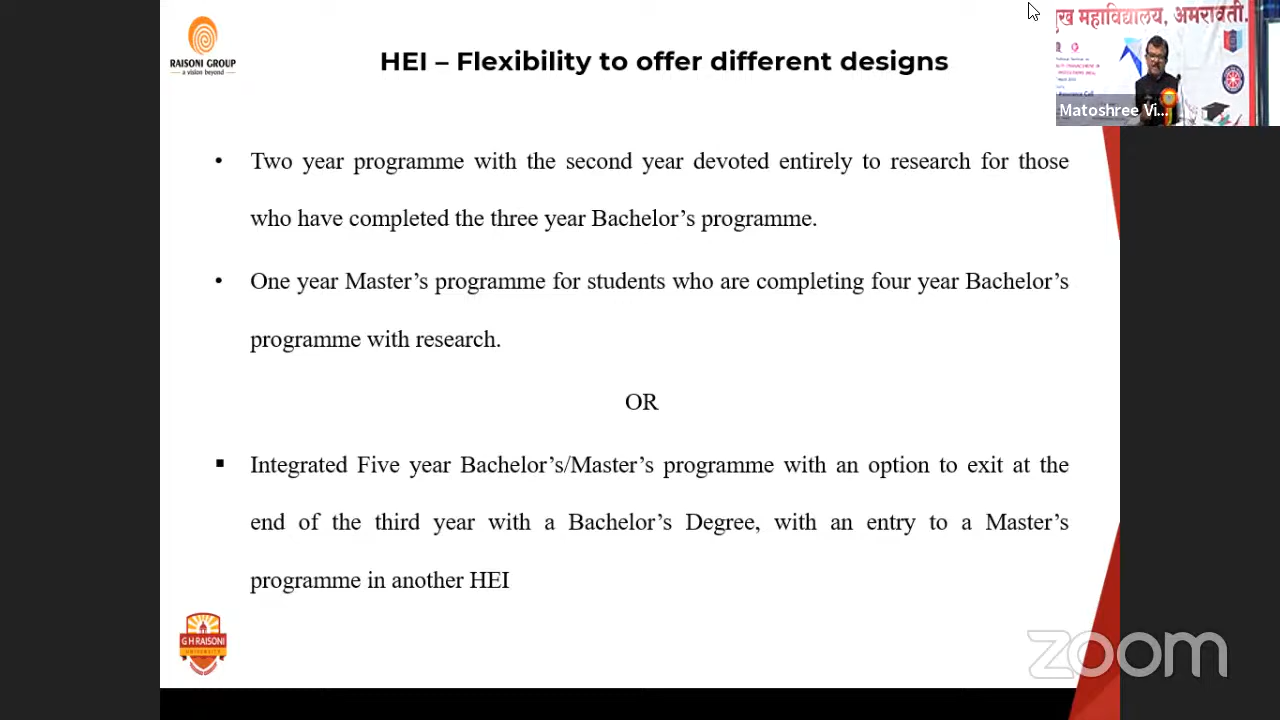 RAISONI GROUP
a vision beyond
HEI – Flexibility to offer different designs
• Two year programme with the second year devoted entirely to research for those
who have completed the three year Bachelor’s programme.
• One year Master’s programme for students who are completing four year Bachelor’s
programme with research.
OR
▪ Integrated Five year Bachelor’s/Master’s programme with an option to exit at the
end of the third year with a Bachelor’s Degree, with an entry to a Master’s
programme in another HEI
G H RAISONI
UNIVERSITY
zoom
महाविद्यालय, अमरावती.
Matoshree Vi...